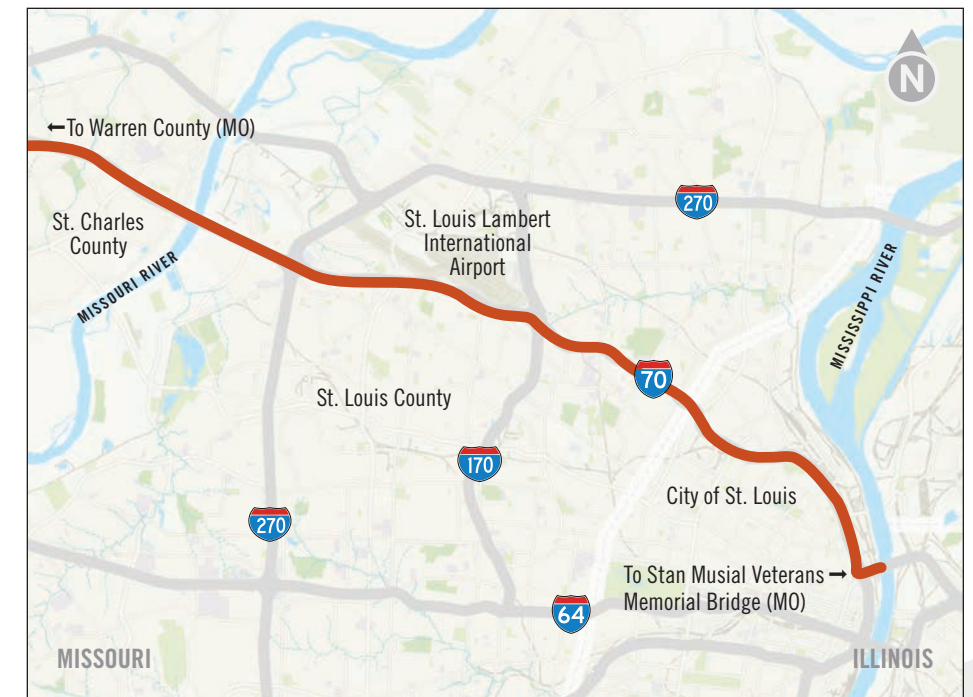 N
←To Warren County (MO)
270
St. Charles
County
St. Louis Lambert
International
Airport
MISSOURI RIVER
MISSISSIPPI RIVER
70
St. Louis County
170
City of St. Louis
270
To Stan Musial Veterans →
Memorial Bridge (MO)
64
MISSOURI
ILLINOIS